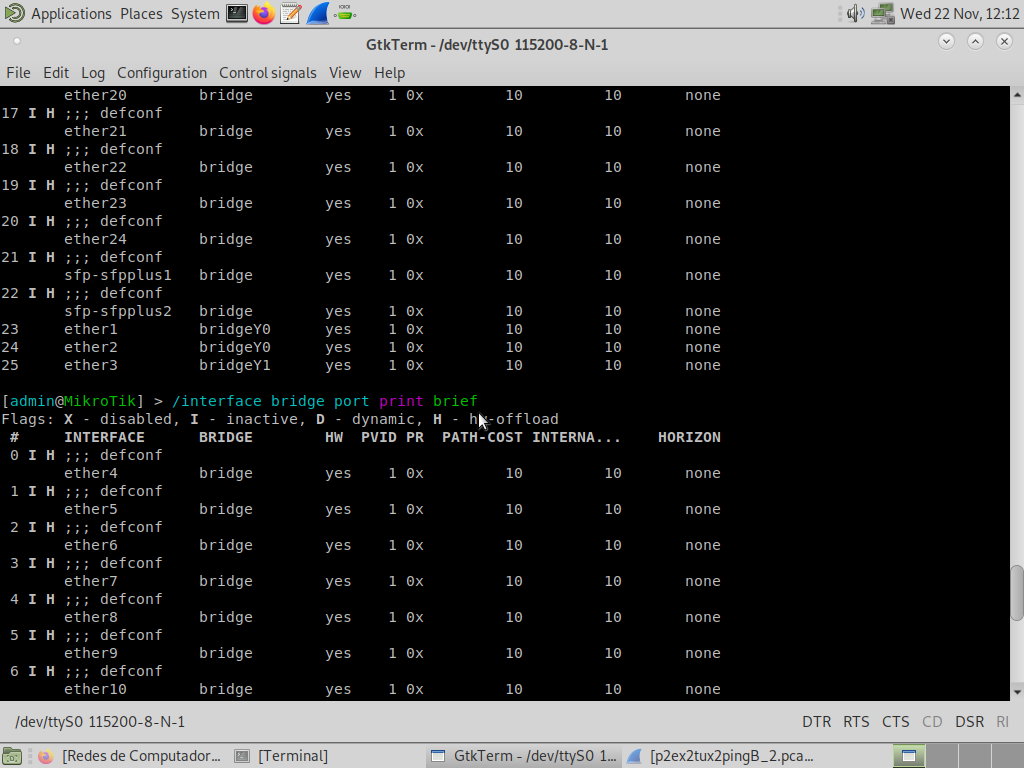 Applications Places System Wed 22 Nov, 12:12
GtkTerm - /dev/ttyS0 115200-8-N-1
File Edit Log Configuration Control signals View Help
ether20 bridge yes 1 0x 10 10 none
17 I H ;;; defconf
ether21 bridge yes 1 0x 10 10 none
18 I H ;;; defconf
ether22 bridge yes 1 0x 10 10 none
19 I H ;;; defconf
ether23 bridge yes 1 0x 10 10 none
20 I H ;;; defconf
ether24 bridge yes 1 0x 10 10 none
21 I H ;;; defconf
sfp-sfpplus1 bridge yes 1 0x 10 10 none
22 I H ;;; defconf
sfp-sfpplus2 bridge yes 1 0x 10 10 none
23 ether1 bridgeY0 yes 1 0x 10 10 none
24 ether2 bridgeY0 yes 1 0x 10 10 none
25 ether3 bridgeY1 yes 1 0x 10 10 none
[admin@MikroTik] > /interface bridge port print brief
Flags: X - disabled, I - inactive, D - dynamic, H - hw-offload
# INTERFACE BRIDGE HW PVID PR PATH-COST INTERNA... HORIZON
0 I H ;;; defconf
ether4 bridge yes 1 0x 10 10 none
1 I H ;;; defconf
ether5 bridge yes 1 0x 10 10 none
2 I H ;;; defconf
ether6 bridge yes 1 0x 10 10 none
3 I H ;;; defconf
ether7 bridge yes 1 0x 10 10 none
4 I H ;;; defconf
ether8 bridge yes 1 0x 10 10 none
5 I H ;;; defconf
ether9 bridge yes 1 0x 10 10 none
6 I H ;;; defconf
ether10 bridge yes 1 0x 10 10 none
/dev/ttyS0 115200-8-N-1 DTR RTS CTS CD DSR RI
[Redes de Computador... [Terminal] GtkTerm - /dev/ttyS0 1... [p2ex2tux2pingB_2.pca...